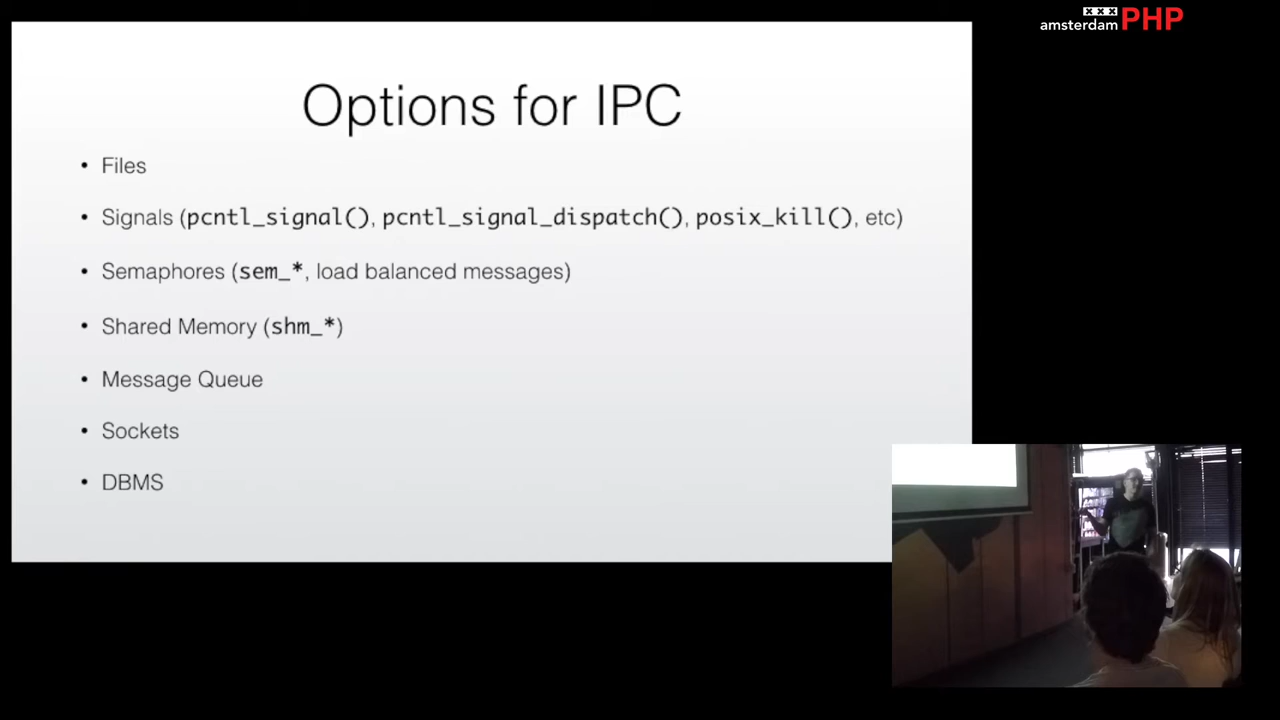 xxx
amsterdamPHP
Options for IPC
• Files
• Signals (pcntl_signal(), pcntl_signal_dispatch(), posix_kill(), etc)
• Semaphores (sem_*, load balanced messages)
• Shared Memory (shm_*)
• Message Queue
• Sockets
• DBMS